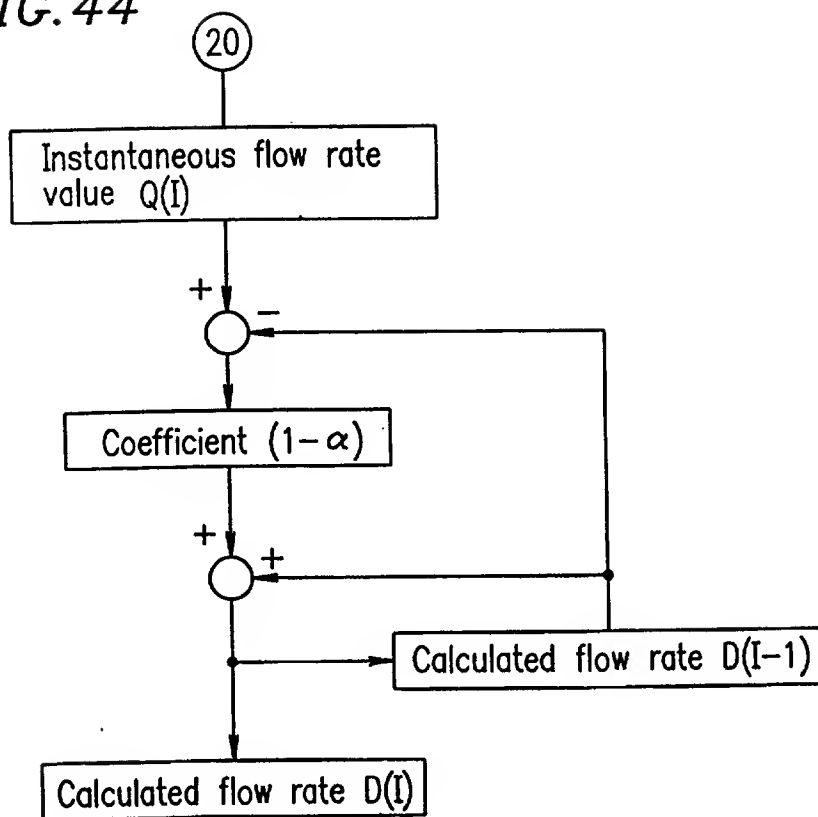 IG. 44
20
Instantaneous flow rate
value Q(I)
+
−
Coefficient (1-α)
+
+
Calculated flow rate D(I-1)
Calculated flow rate D(I)